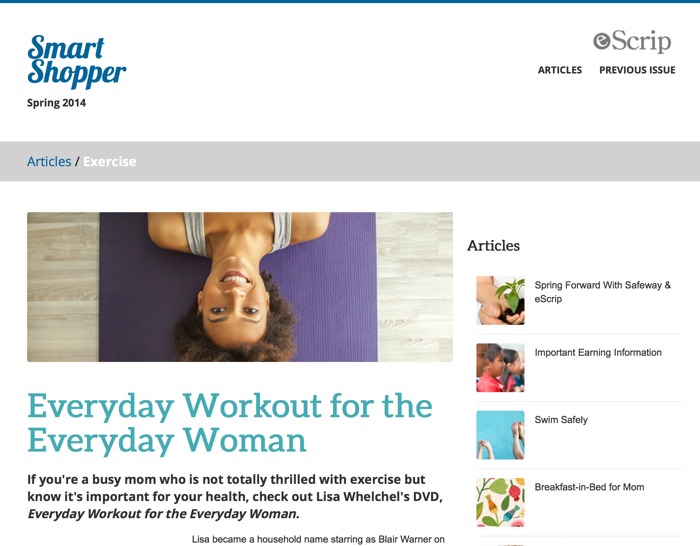 Smart
Shopper
Spring 2014
eScrip
ARTICLES PREVIOUS ISSUE
Articles / Exercise
Everyday Workout for the
Everyday Woman
If you're a busy mom who is not totally thrilled with exercise but
know it's important for your health, check out Lisa Whelchel's DVD,
Everyday Workout for the Everyday Woman.
Lisa became a household name starring as Blair Warner on
Articles
Spring Forward With Safeway &
eScrip
Important Earning Information
Swim Safely
Breakfast-in-Bed for Mom